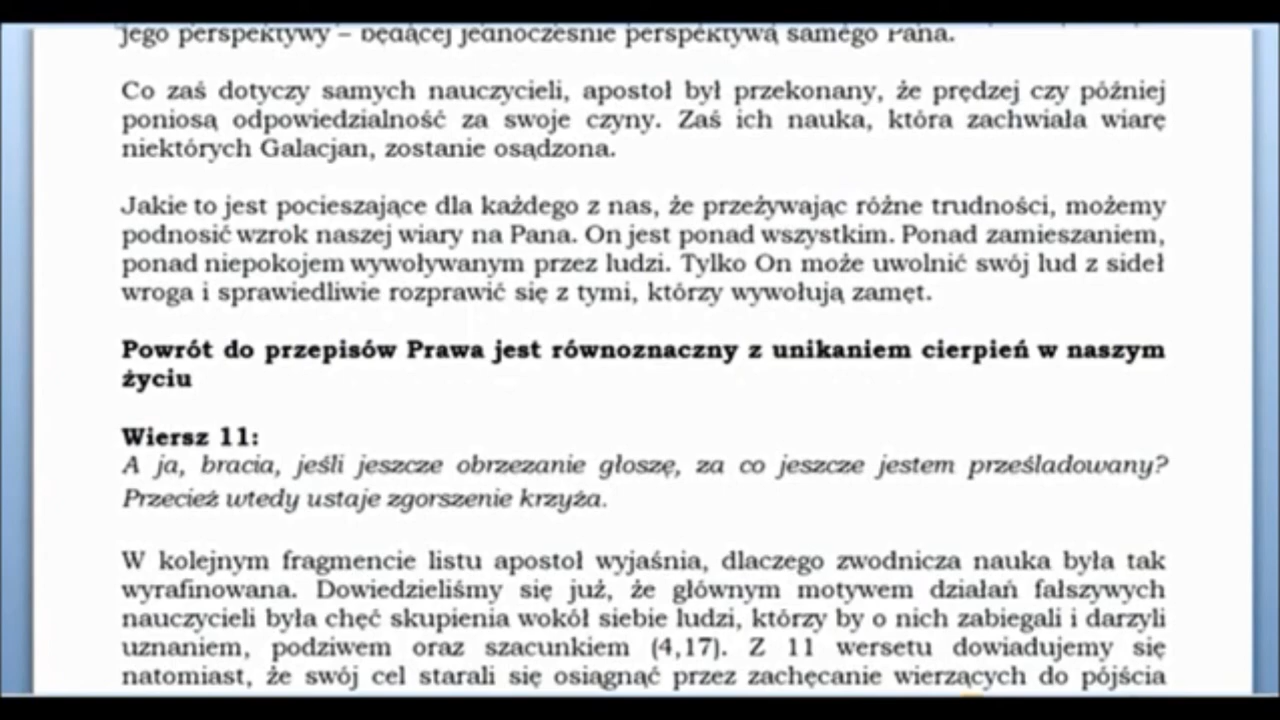 jego perspektywy – będącej jednocześnie perspektywą samego Pana.
Co zaś dotyczy samych nauczycieli, apostoł był przekonany, że prędzej czy później
poniosą odpowiedzialność za swoje czyny. Zaś ich nauka, która zachwiała wiarę
niektórych Galacjan, zostanie osądzona.
Jakie to jest pocieszające dla każdego z nas, że przeżywając różne trudności, możemy
podnosić wzrok naszej wiary na Pana. On jest ponad wszystkim. Ponad zamieszaniem,
ponad niepokojem wywoływanym przez ludzi. Tylko On może uwolnić swój lud z sideł
wroga i sprawiedliwie rozprawić się z tymi, którzy wywołują zamęt.
Powrót do przepisów Prawa jest równoznaczny z unikaniem cierpień w naszym
życiu
Wiersz 11:
A ja, bracia, jeśli jeszcze obrzezanie głoszę, za co jeszcze jestem prześladowany?
Przecież wtedy ustaje zgorszenie krzyża.
W kolejnym fragmencie listu apostoł wyjaśnia, dlaczego zwodnicza nauka była tak
wyrafinowana. Dowiedzieliśmy się już, że głównym motywem działań fałszywych
nauczycieli była chęć skupienia wokół siebie ludzi, którzy by o nich zabiegali i darzyli
uznaniem, podziwem oraz szacunkiem (4,17). Z 11 wersetu dowiadujemy się
natomiast, że swój cel starali się osiągnąć przez zachęcanie wierzących do pójścia